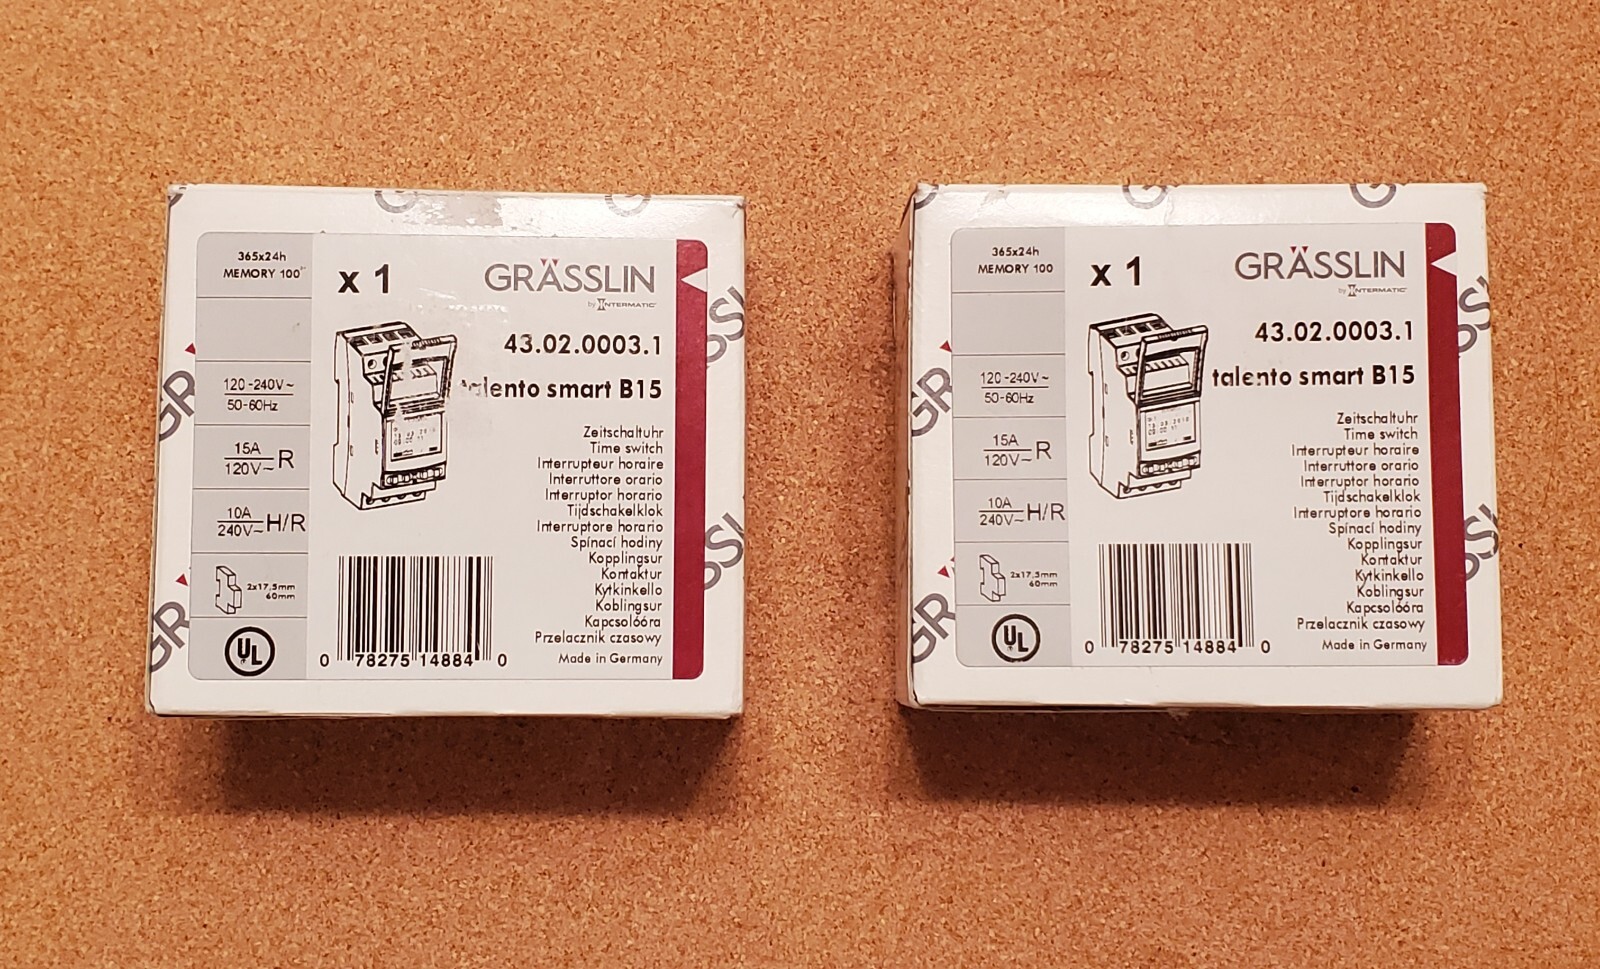 365x24h
MEMORY 100
x 1
GRÄSSLIN
by INTERMATIC
43.02.0003.1
talento smart B15
120-240V~
50-60Hz
15A
120V~ R
10A
240V~ H/R
2x17,5mm
60mm
UL
Zeitschaltuhr
Time switch
Interrupteur horaire
Interruttore orario
Interruptor horario
Tijdschakelklok
Interruptore horario
Spínací hodiny
Kopplingsur
Kontaktur
Kytkinkello
Koblingsur
Kapcsolóóra
Przelacznik czasowy
Made in Germany
0 78275 14884 0
365x24h
MEMORY 100
x 1
GRÄSSLIN
by INTERMATIC
43.02.0003.1
talento smart B15
120-240V~
50-60Hz
15A
120V~ R
10A
240V~ H/R
2x17,5mm
60mm
UL
Zeitschaltuhr
Time switch
Interrupteur horaire
Interruttore orario
Interruptor horario
Tijdschakelklok
Interruptore horario
Spínací hodiny
Kopplingsur
Kontaktur
Kytkinkello
Koblingsur
Kapcsolóóra
Przelacznik czasowy
Made in Germany
0 78275 14884 0